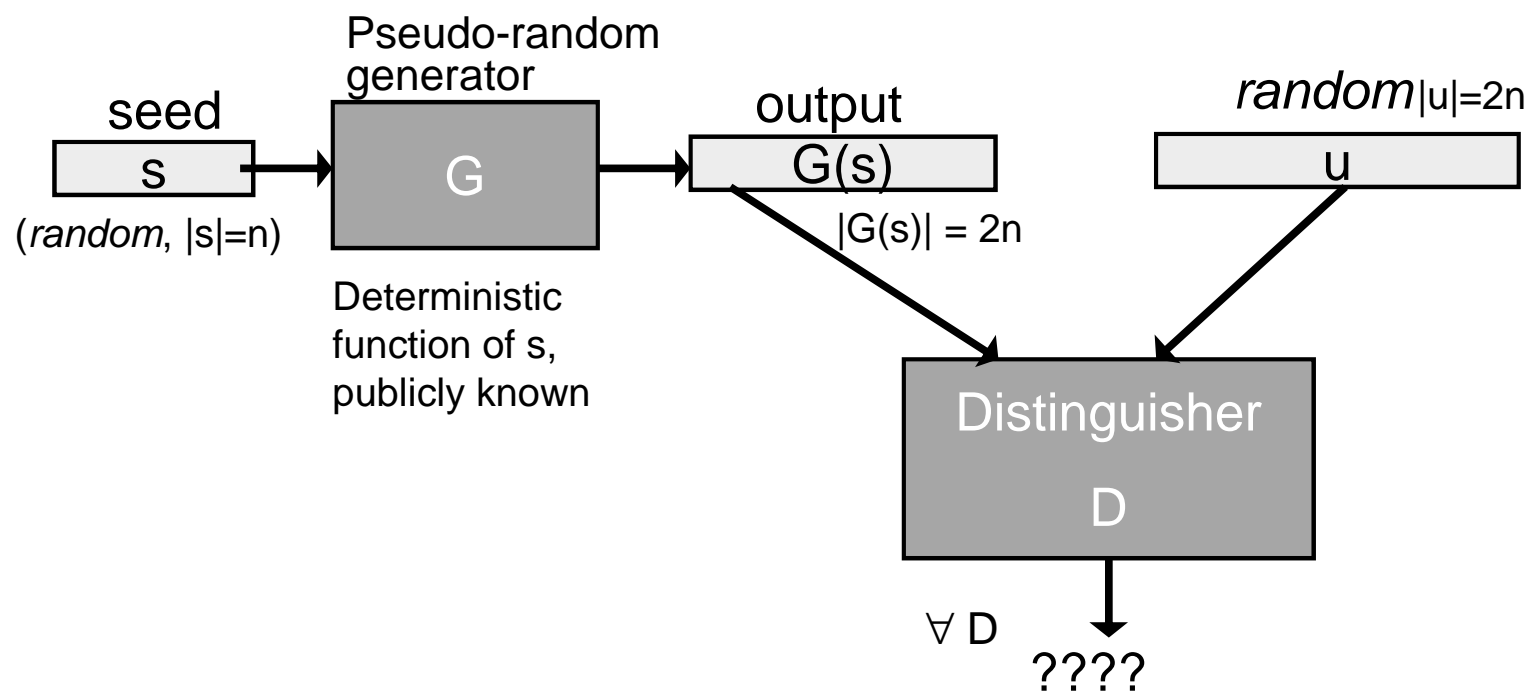 Pseudo-random
generator
seed
s
(random, |s|=n)
G
Deterministic
function of s,
publicly known
output
G(s)
|G(s)| = 2n
random|u|=2n
u
Distinguisher
D
∀ D
????